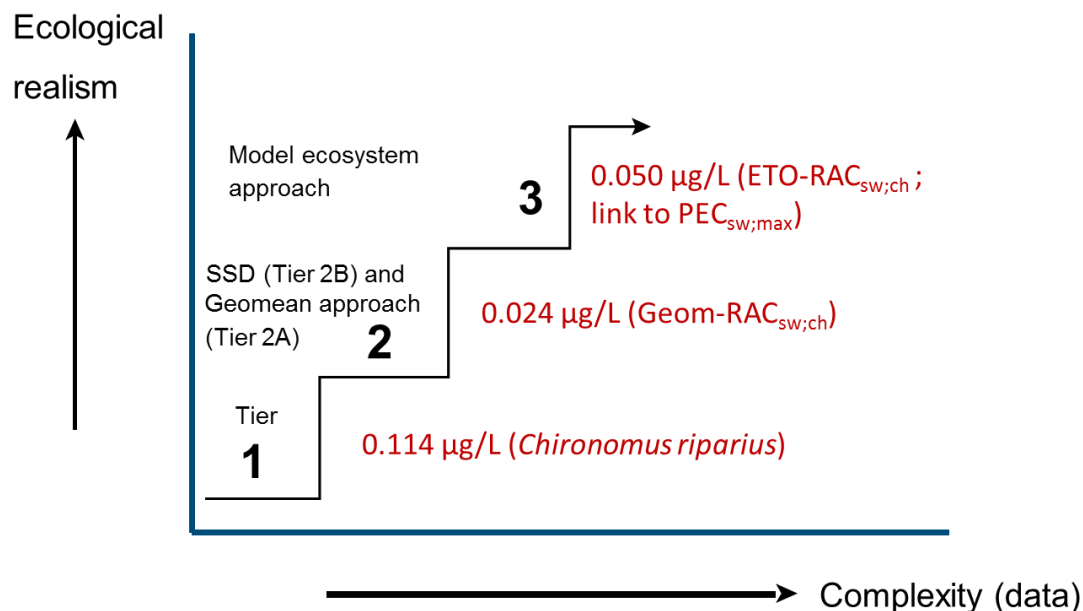 Ecological
realism
Model ecosystem
approach
3
0.050 µg/L (ETO-RACsw;ch ;
link to PECsw;max)
SSD (Tier 2B) and
Geomean approach
(Tier 2A)
2
0.024 µg/L (Geom-RACsw;ch)
Tier
1
0.114 µg/L (Chironomus riparius)
Complexity (data)